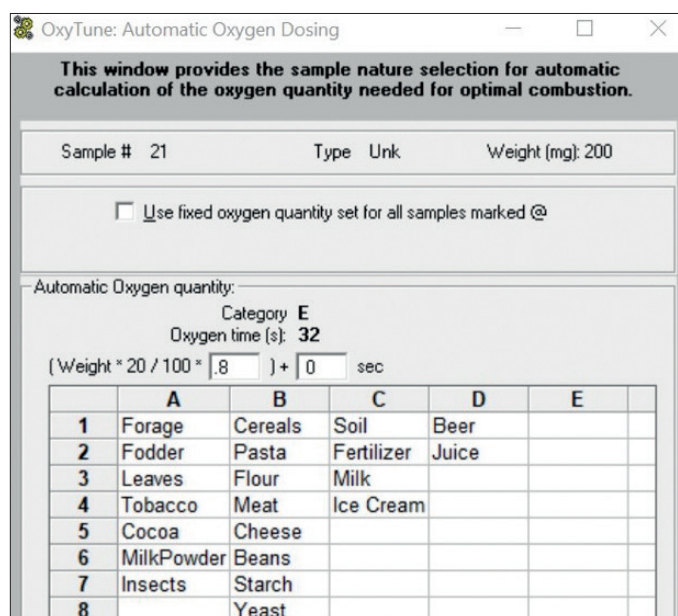 OxyTune: Automatic Oxygen Dosing
This window provides the sample nature selection for automatic
calculation of the oxygen quantity needed for optimal combustion.
Sample # 21 Type Unk Weight (mg): 200
Use fixed oxygen quantity set for all samples marked @
Automatic Oxygen quantity:
Category E
Oxygen time (s): 32
( Weight * 20 / 100 * .8 ) + 0 sec
A B C D E
1 Forage Cereals Soil Beer
2 Fodder Pasta Fertilizer Juice
3 Leaves Flour Milk
4 Tobacco Meat Ice Cream
5 Cocoa Cheese
6 MilkPowder Beans
7 Insects Starch
8 Yeast